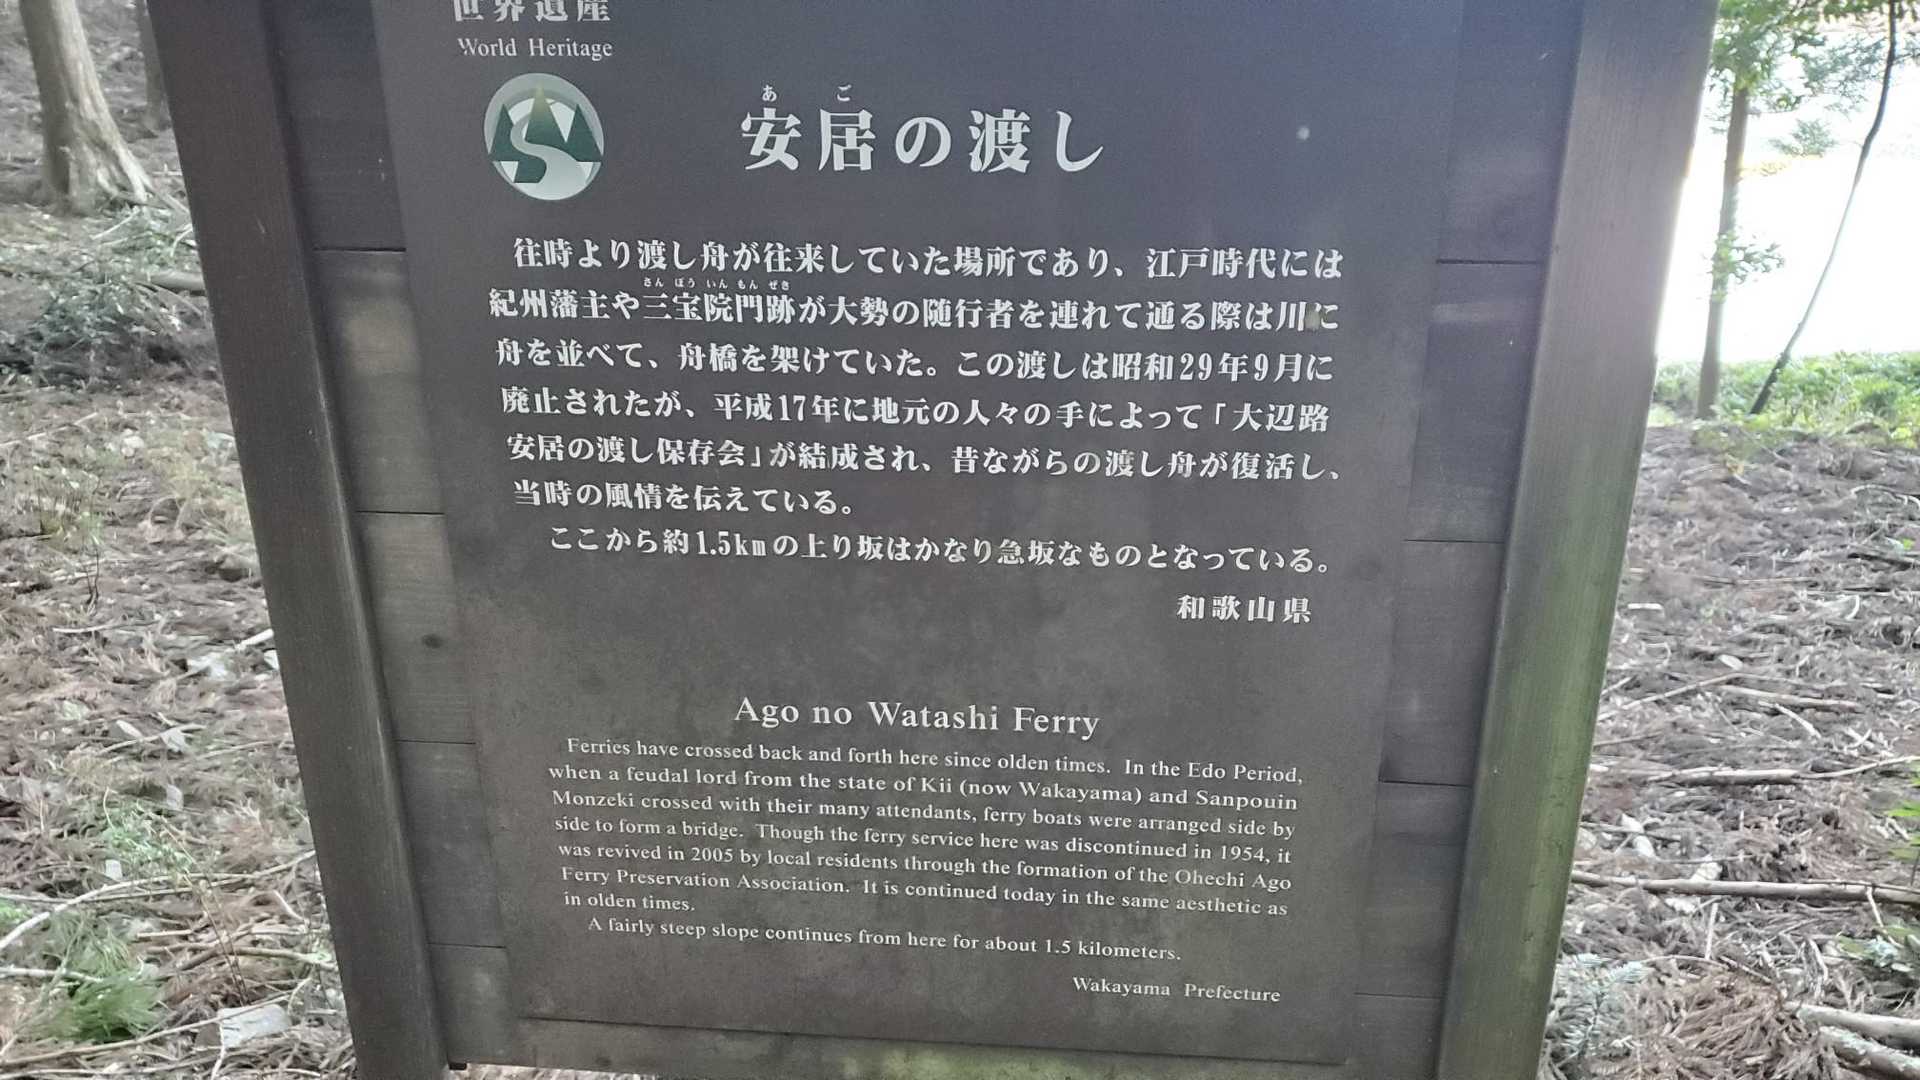 世界遺産
World Heritage
あ ご
安居の渡し
往時より渡し舟が往来していた場所であり、江戸時代には
さん ぼう いん もん ぜき
紀州藩主や三宝院門跡が大勢の随行者を連れて通る際は川に
舟を並べて、舟橋を架けていた。この渡しは昭和29年9月に
廃止されたが、平成17年に地元の人々の手によって「大辺路
安居の渡し保存会」が結成され、昔ながらの渡し舟が復活し、
当時の風情を伝えている。
ここから約1.5kmの上り坂はかなり急坂なものとなっている。
和歌山県
Ago no Watashi Ferry
Ferries have crossed back and forth here since olden times. In the Edo Period,
when a feudal lord from the state of Kii (now Wakayama) and Sanpouin
Monzeki crossed with their many attendants, ferry boats were arranged side by
side to form a bridge. Though the ferry service here was discontinued in 1954, it
was revived in 2005 by local residents through the formation of the Ohechi Ago
Ferry Preservation Association. It is continued today in the same aesthetic as
in olden times.
A fairly steep slope continues from here for about 1.5 kilometers.
Wakayama Prefecture